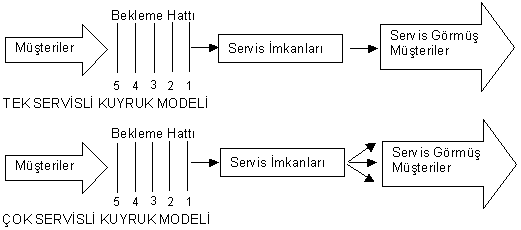 Bekleme Hattı
Müşteriler
Servis İmkanları
Servis Görmüş
Müşteriler
5 4 3 2 1
TEK SERVİSLİ KUYRUK MODELİ
Bekleme Hattı
Müşteriler
Servis İmkanları
Servis Görmüş
Müşteriler
5 4 3 2 1
ÇOK SERVİSLİ KUYRUK MODELİ